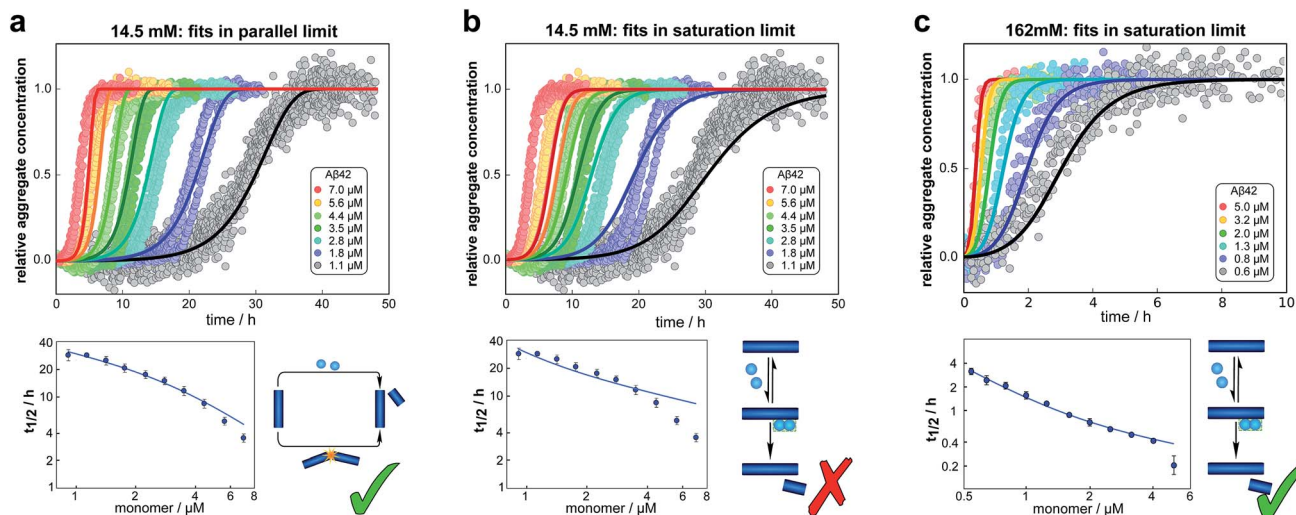 a
14.5 mM: fits in parallel limit
relative aggregate concentration
1.0
0.5
0.0
0 10 20 30 40 50
time / h
Aβ42
7.0 µM
5.6 µM
4.4 µM
3.5 µM
2.8 µM
1.8 µM
1.1 µM
t1/2 / h
40
20
10
4
2
1
1 2 4 6 8
monomer / µM
b
14.5 mM: fits in saturation limit
relative aggregate concentration
1.0
0.5
0.0
0 10 20 30 40 50
time / h
Aβ42
7.0 µM
5.6 µM
4.4 µM
3.5 µM
2.8 µM
1.8 µM
1.1 µM
t1/2 / h
40
20
10
4
2
1
1 2 4 6 8
monomer / µM
c
162mM: fits in saturation limit
relative aggregate concentration
1.0
0.5
0.0
0 2 4 6 8 10
time / h
Aβ42
5.0 µM
3.2 µM
2.0 µM
1.3 µM
0.8 µM
0.6 µM
t1/2 / h
4
2
1
0.4
0.2
0.5 1 2 4 6
monomer / µM